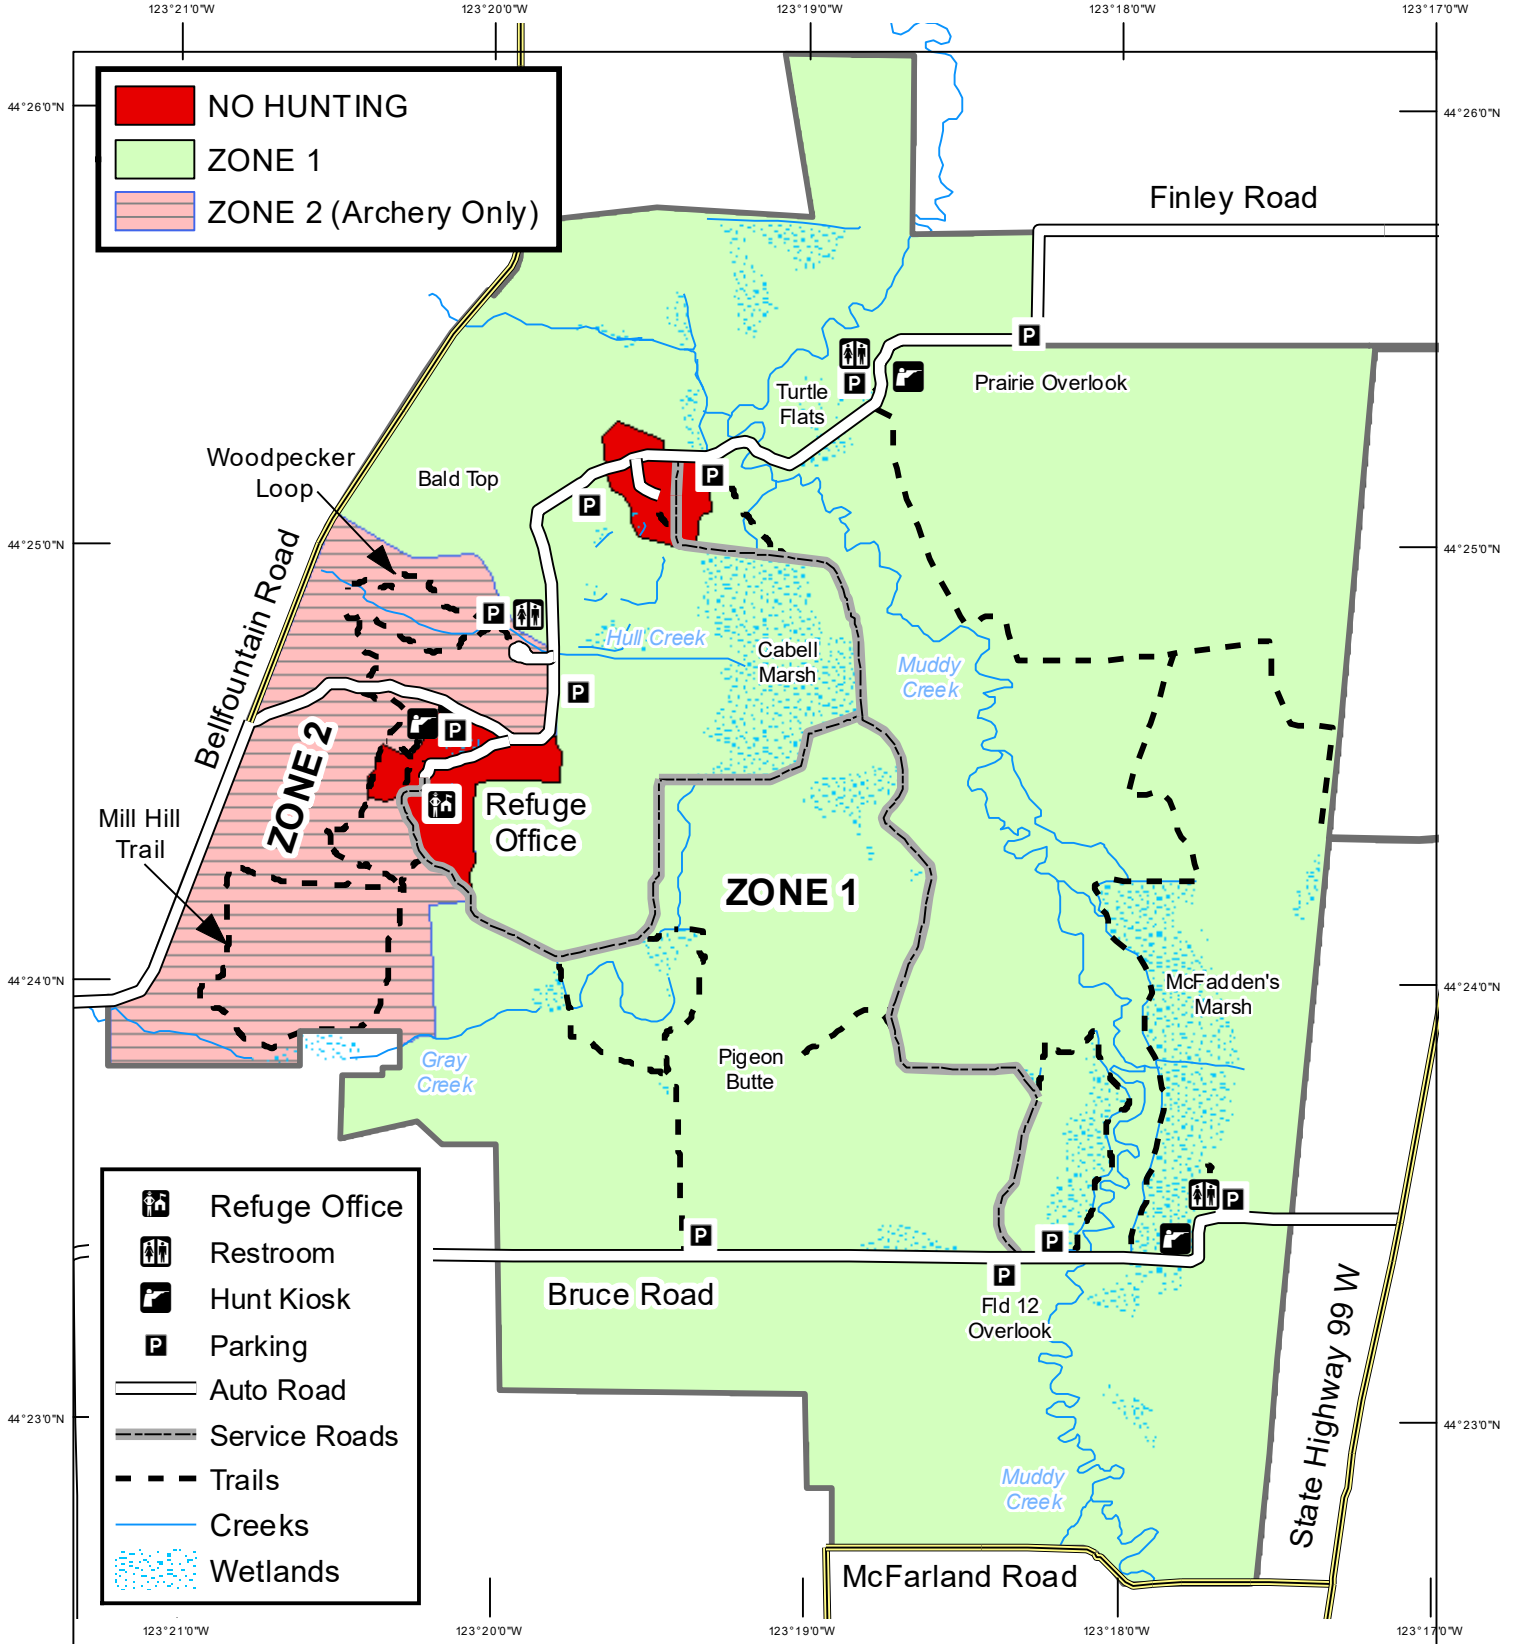 123°21'0"W
123°20'0"W
123°19'0"W
123°18'0"W
123°17'0"W
44°26'0"N
44°26'0"N
NO HUNTING
ZONE 1
ZONE 2 (Archery Only)
Finley Road
P
P
Prairie Overlook
Turtle
Flats
Woodpecker
Loop
Bald Top
P
P
44°25'0"N
44°25'0"N
Bellfountain Road
P
Hull Creek
Cabell
Marsh
Muddy
Creek
P
P
ZONE 2
Refuge
Office
Mill Hill
Trail
ZONE 1
44°24'0"N
44°24'0"N
McFadden's
Marsh
Gray
Creek
Pigeon
Butte
P
P
P
P
Bruce Road
Fld 12
Overlook
State Highway 99 W
Refuge Office
Restroom
Hunt Kiosk
P
Parking
Auto Road
Service Roads
Trails
Creeks
Wetlands
44°23'0"N
44°23'0"N
Muddy
Creek
McFarland Road
123°21'0"W
123°20'0"W
123°19'0"W
123°18'0"W
123°17'0"W